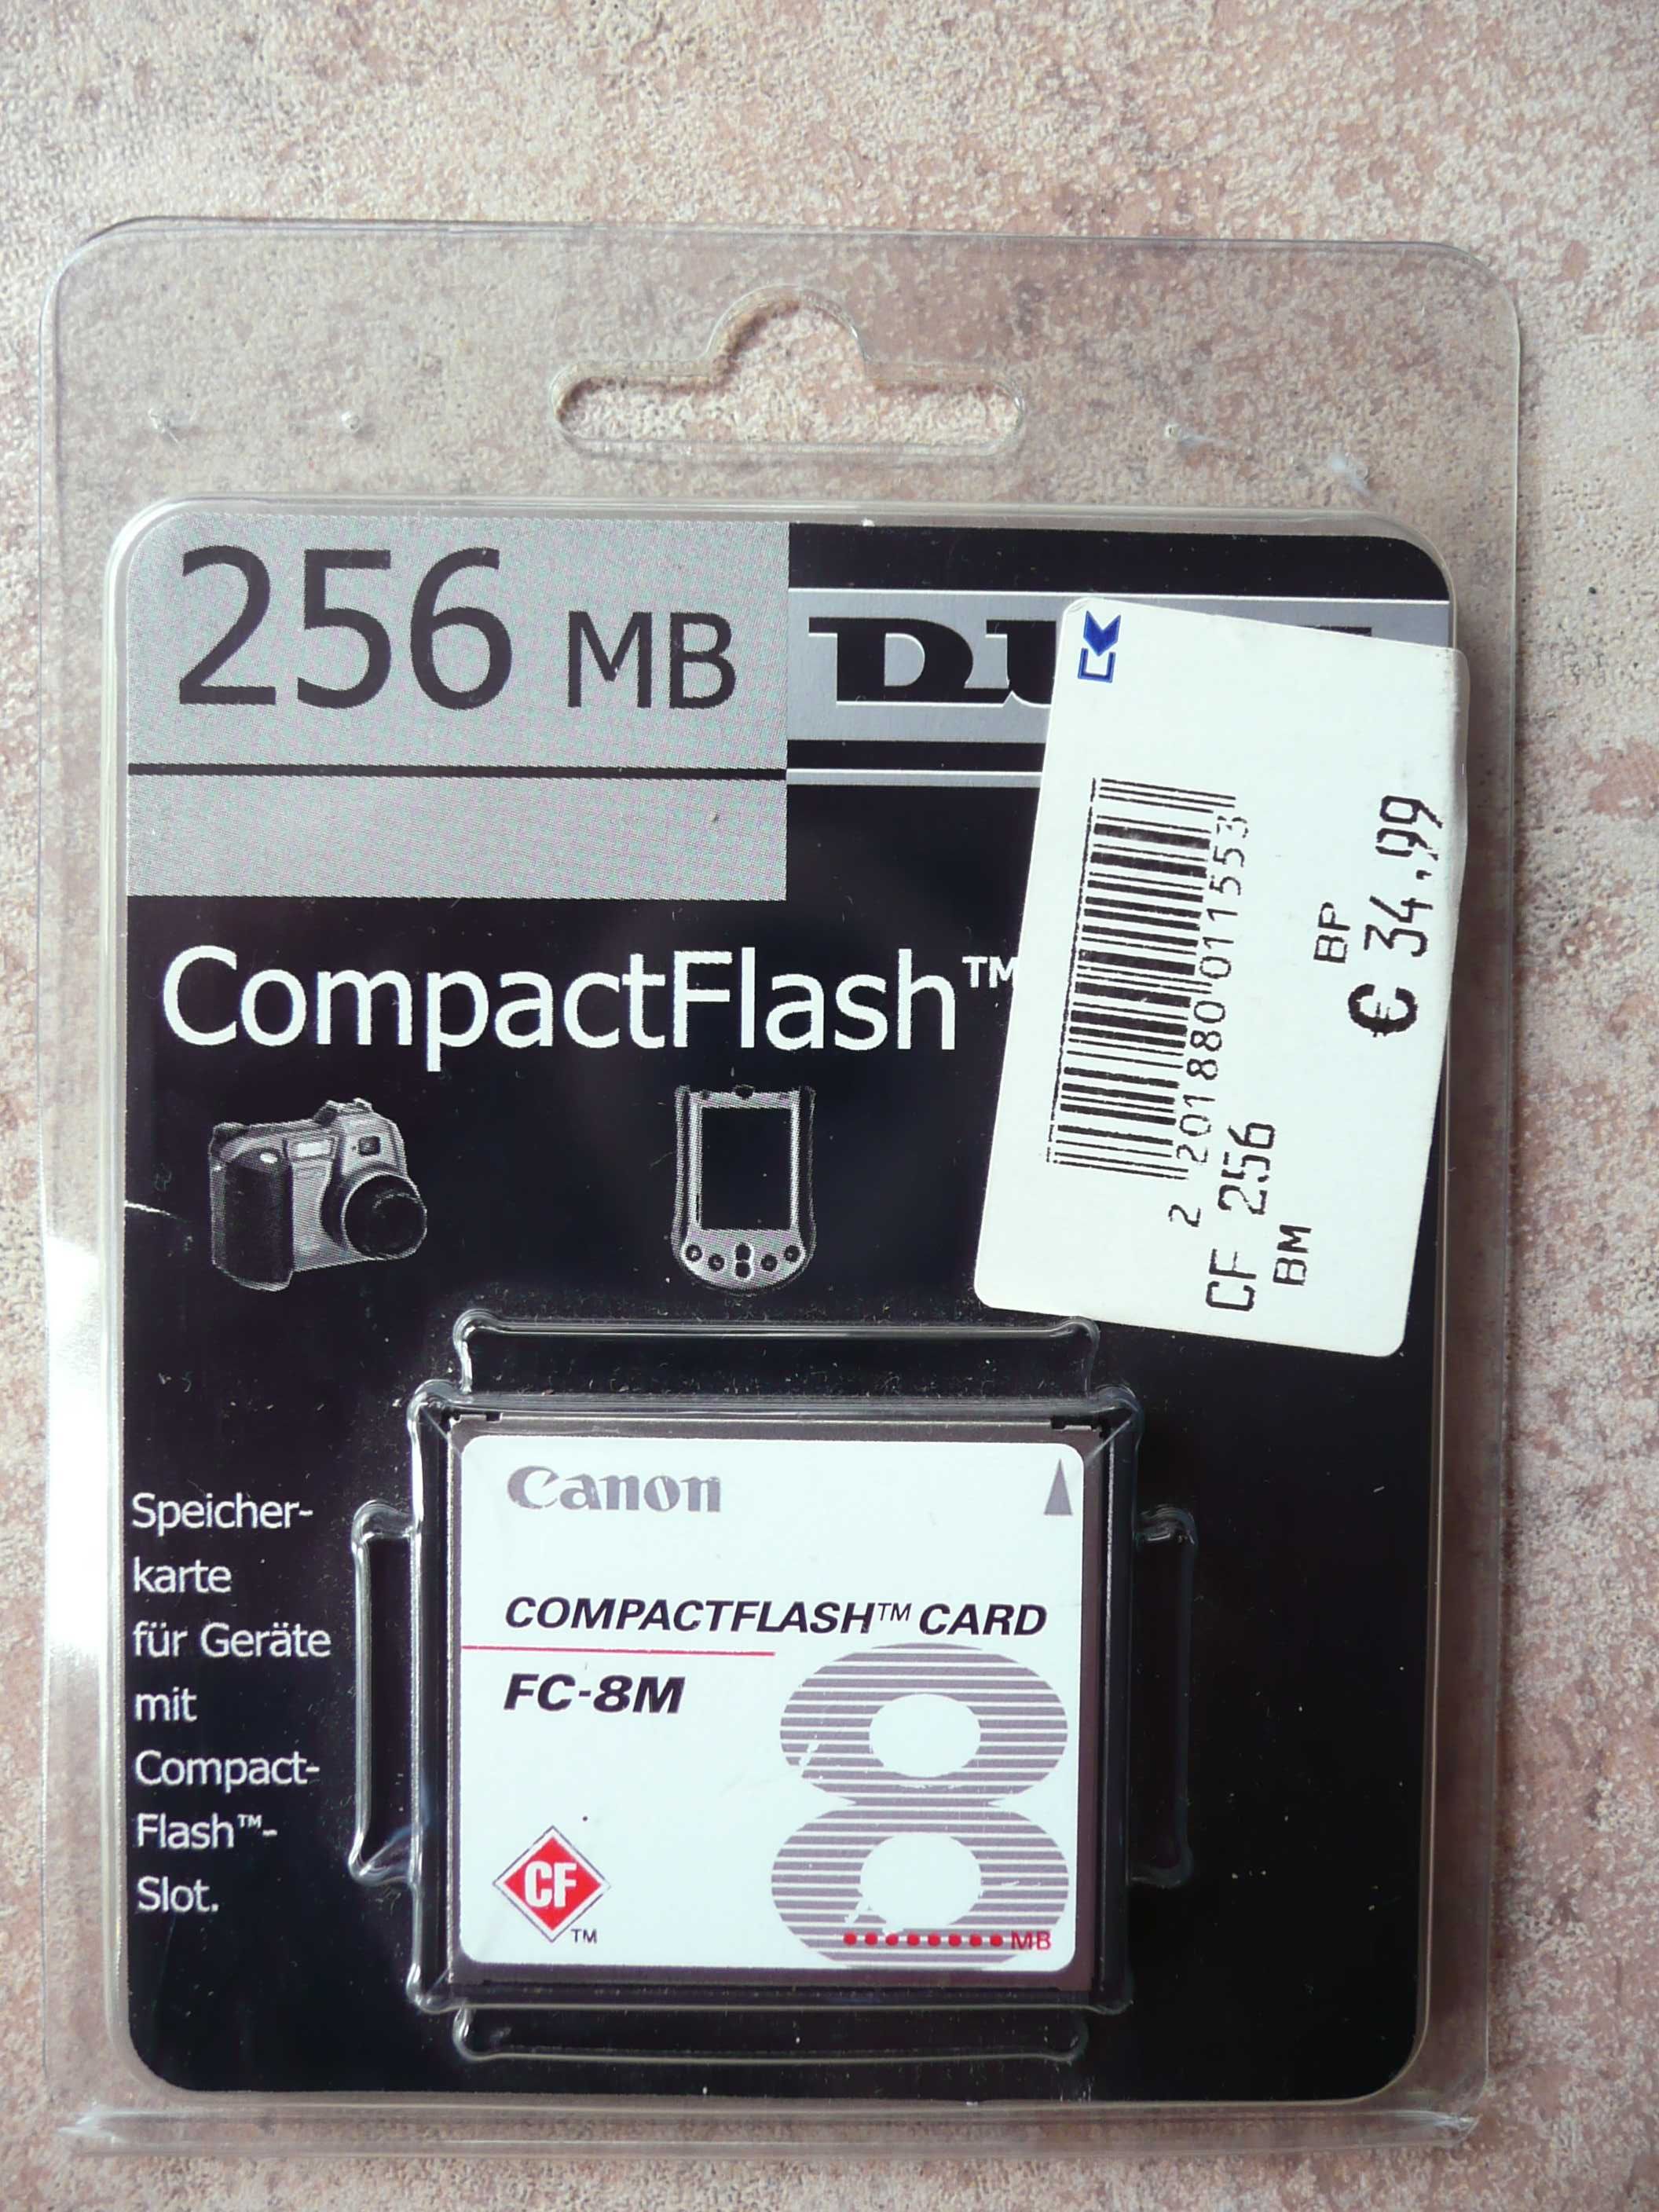 256 MB
CompactFlash™
2 201880 011553
CF 256
BM
BP
€ 34,99
Speicher-
karte
für Geräte
mit
Compact-
Flash™-
Slot.
Canon
COMPACTFLASH™ CARD
FC-8M
8
MB
CF
TM